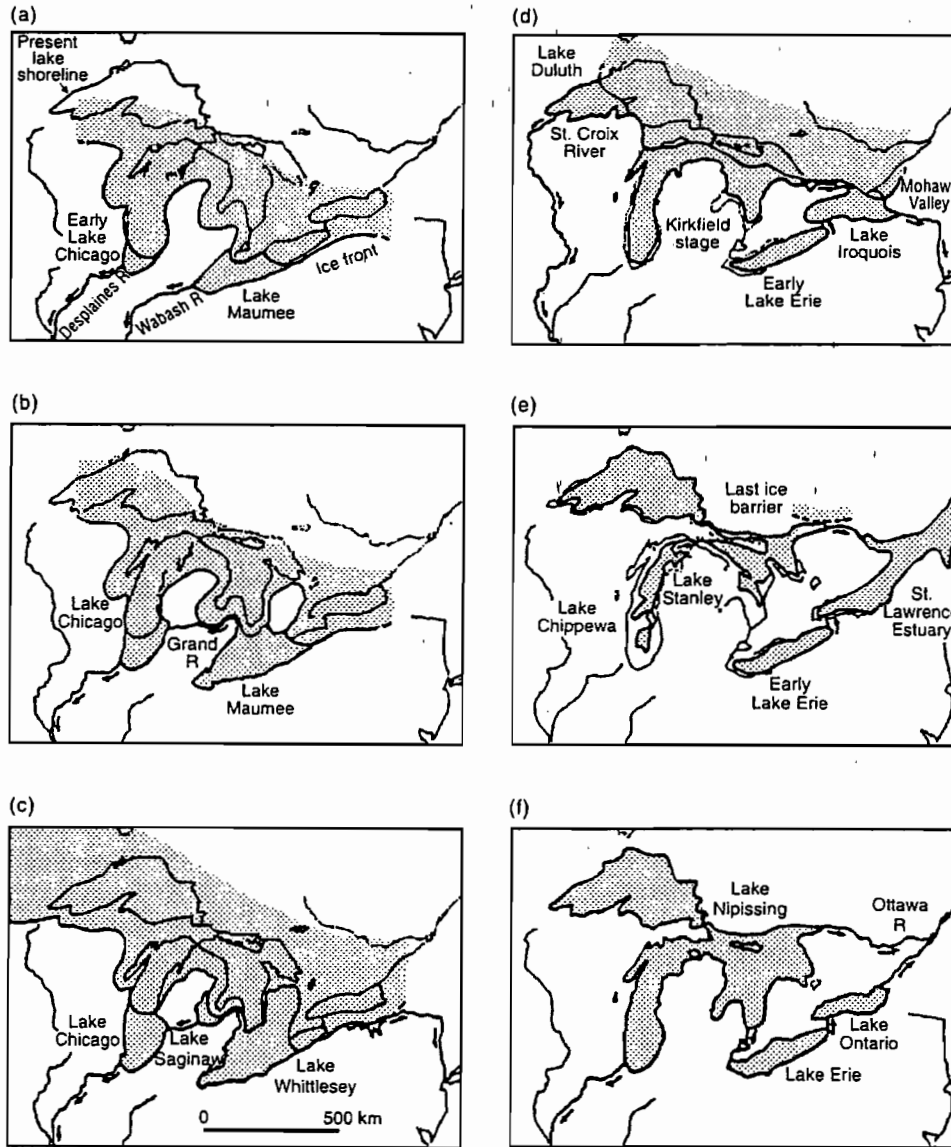 (a)
Present
lake
shoreline
Early
Lake
Chicago
Desplaines R
Wabash R
Lake
Maumee
Ice front
(b)
Lake
Chicago
Grand
R
Lake
Maumee
(c)
Lake
Chicago
Lake
Saginaw
Lake
Whittlesey
0 500 km
(d)
Lake
Duluth
St. Croix
River
Kirkfield
stage
Mohaw
Valley
Lake
Iroquois
Early
Lake Erie
(e)
Last ice
barrier
Lake
Stanley
Lake
Chippewa
St.
Lawrenc
Estuary
Early
Lake Erie
(f)
Lake
Nipissing
Ottawa
R
Lake
Ontario
Lake Erie